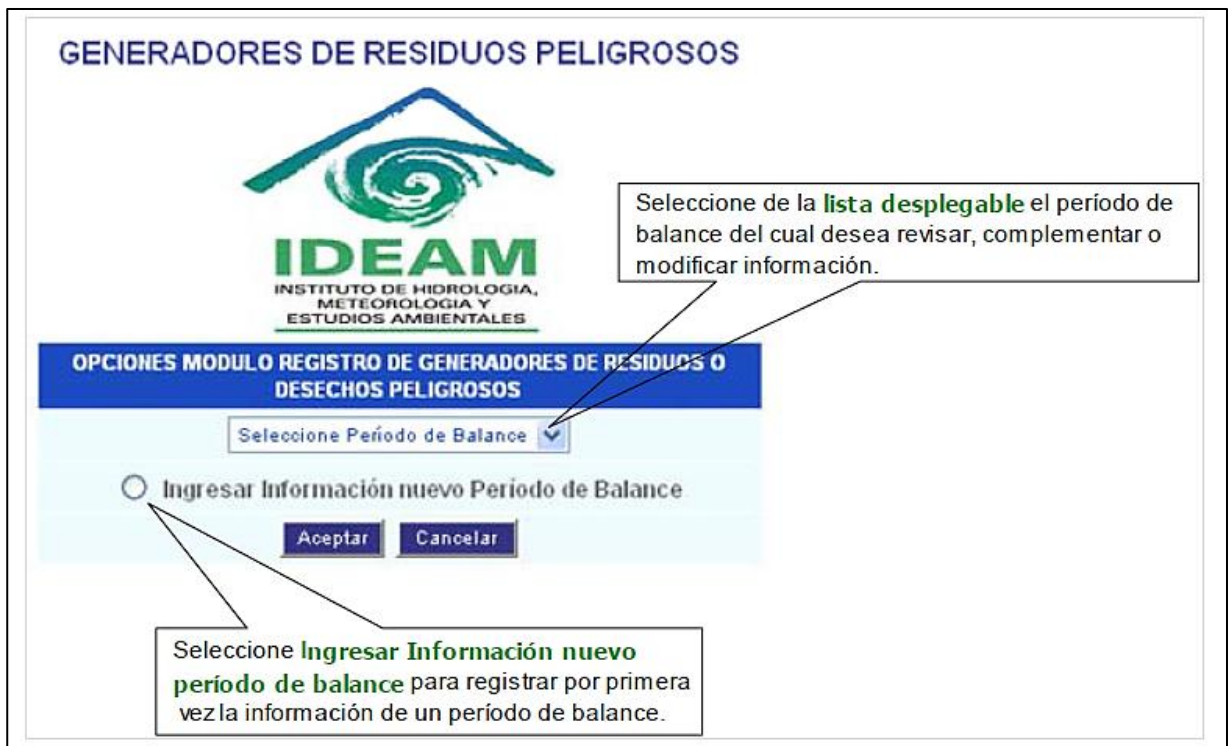 GENERADORES DE RESIDUOS PELIGROSOS
IDEAM
INSTITUTO DE HIDROLOGIA,
METEOROLOGIA Y
ESTUDIOS AMBIENTALES
Seleccione de la lista desplegable el período de
balance del cual desea revisar, complementar o
modificar información.
OPCIONES MODULO REGISTRO DE GENERADORES DE RESIDUOS O
DESECHOS PELIGROSOS
Seleccione Período de Balance
Ingresar Información nuevo Período de Balance
Aceptar Cancelar
Seleccione Ingresar Información nuevo
período de balance para registrar por primera
vez la información de un período de balance.